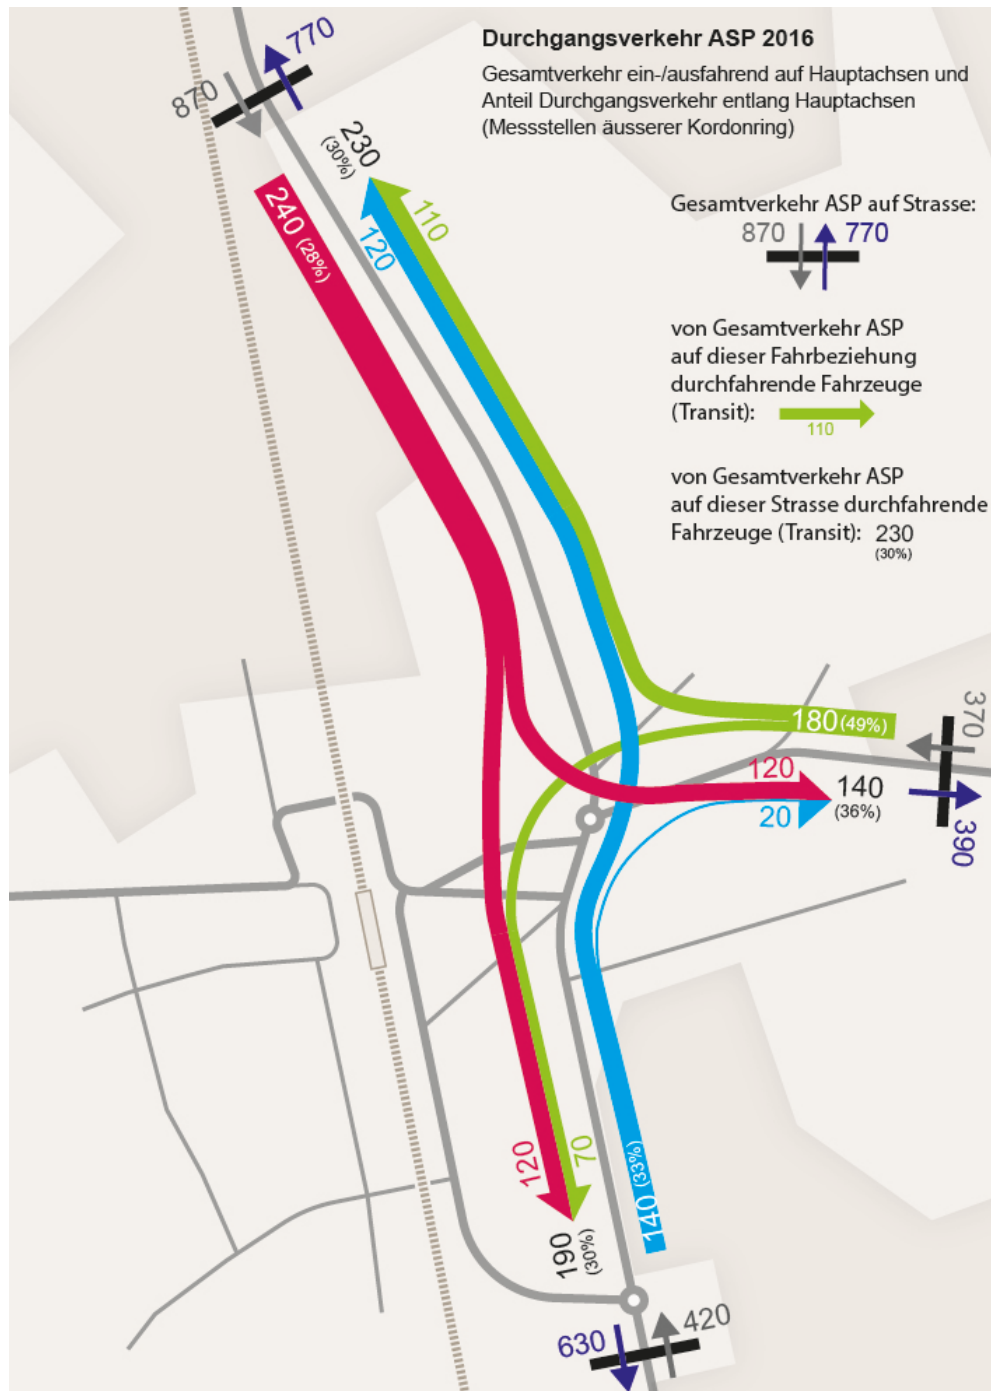 Durchgangsverkehr ASP 2016
Gesamtverkehr ein-/ausfahrend auf Hauptachsen und
Anteil Durchgangsverkehr entlang Hauptachsen
(Messstellen äusserer Kordonring)
770
870
230
(30%)
240 (28%)
120
110
Gesamtverkehr ASP auf Strasse:
870 770
von Gesamtverkehr ASP
auf dieser Fahrbeziehung
durchfahrende Fahrzeuge
(Transit):
110
von Gesamtverkehr ASP
auf dieser Strasse durchfahrende
Fahrzeuge (Transit): 230
(30%)
180 (49%)
370
120
140
(36%)
20
390
120
70
140 (33%)
190
(30%)
630
420